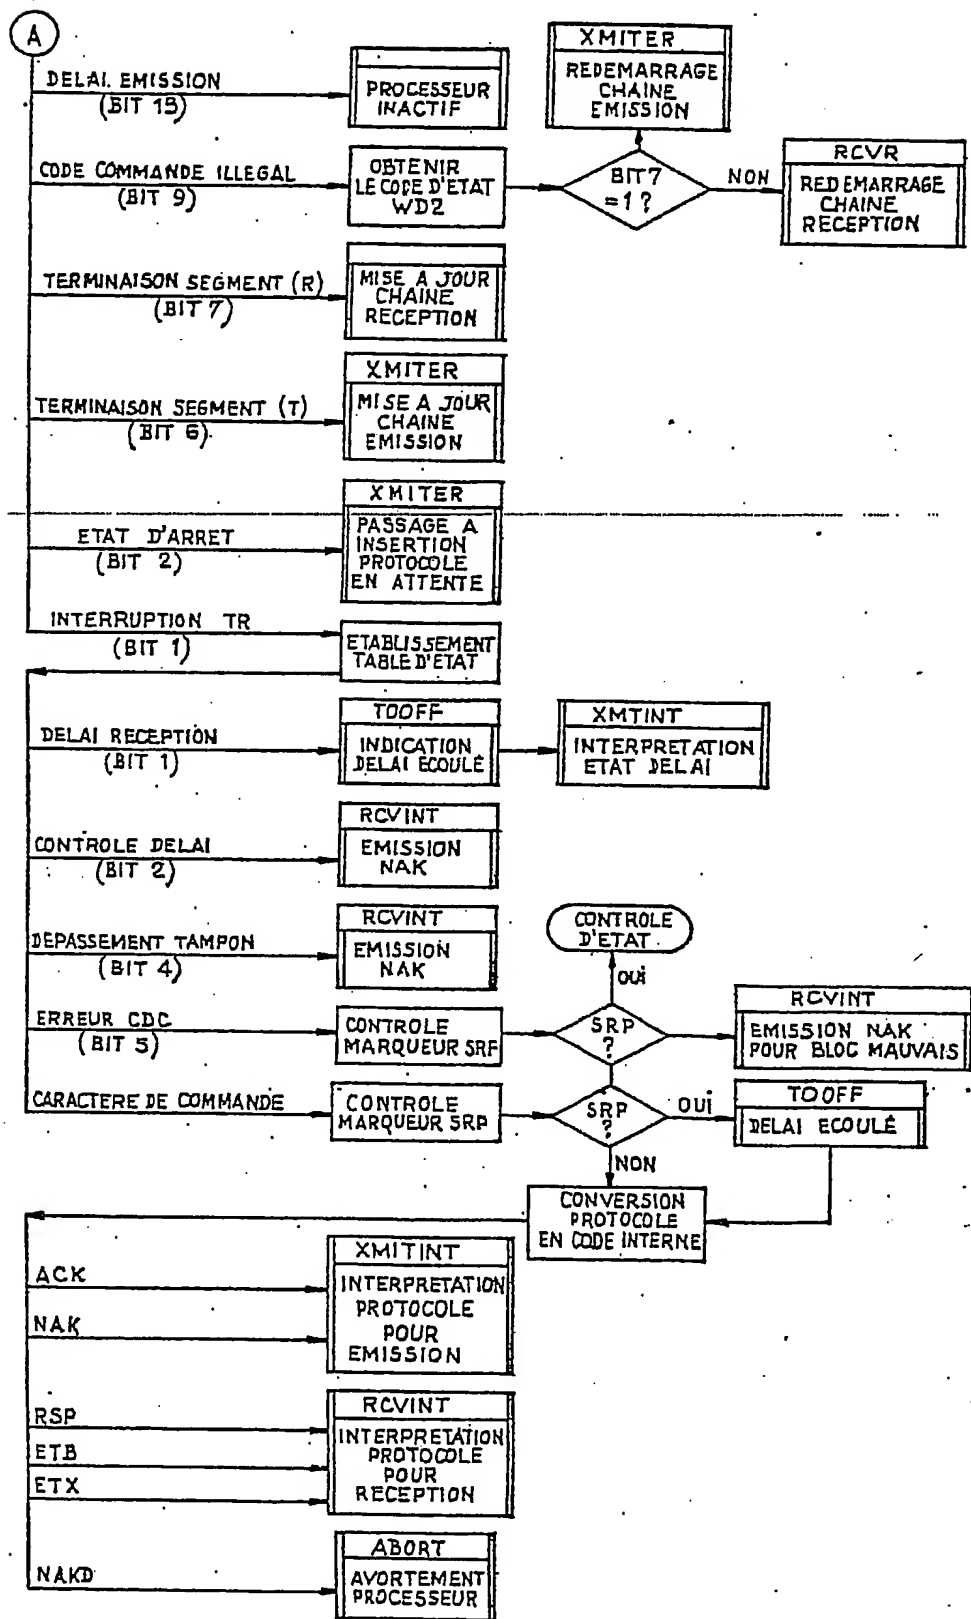 A
DELAI EMISSION
(BIT 15)
PROCESSEUR
INACTIF
XMITER
REDEMARRAGE
CHAINE
EMISSION
CODE COMMANDE ILLEGAL
(BIT 9)
OBTENIR
LE CODE D'ETAT
WD2
BIT7
=1 ?
NON
RCVR
REDEMARRAGE
CHAINE
RECEPTION
TERMINAISON SEGMENT (R)
(BIT 7)
MISE A JOUR
CHAINE
RECEPTION
TERMINAISON SEGMENT (T)
(BIT 6)
XMITER
MISE A JOUR
CHAINE
EMISSION
ETAT D'ARRET
(BIT 2)
XMITER
PASSAGE A
INSERTION
PROTOCOLE
EN ATTENTE
INTERRUPTION TR
(BIT 1)
ETABLISSEMENT
TABLE D'ETAT
DELAI RECEPTION
(BIT 1)
TOOFF
INDICATION
DELAI ECOULÉ
XMTINT
INTERPRETATION
ETAT DELAI
CONTROLE DELAI
(BIT 2)
RCVINT
EMISSION
NAK
DEPASSEMENT TAMPON
(BIT 4)
RCVINT
EMISSION
NAK
CONTROLE
D'ETAT
OUI
ERREUR CDC
(BIT 5)
CONTROLE
MARQUEUR SRF
SRP
?
RCVINT
EMISSION NAK
POUR BLOC MAUVAIS
CARACTERE DE COMMANDE
CONTROLE
MARQUEUR SRP
SRP
?
OUI
TOOFF
DELAI ECOULÉ
NON
CONVERSION
PROTOCOLE
EN CODE INTERNE
ACK
NAK
XMITINT
INTERPRETATION
PROTOCOLE
POUR
EMISSION
RSP
ETB
ETX
RCVINT
INTERPRETATION
PROTOCOLE
POUR
RECEPTION
NAKD
ABORT
AVORTEMENT
PROCESSEUR